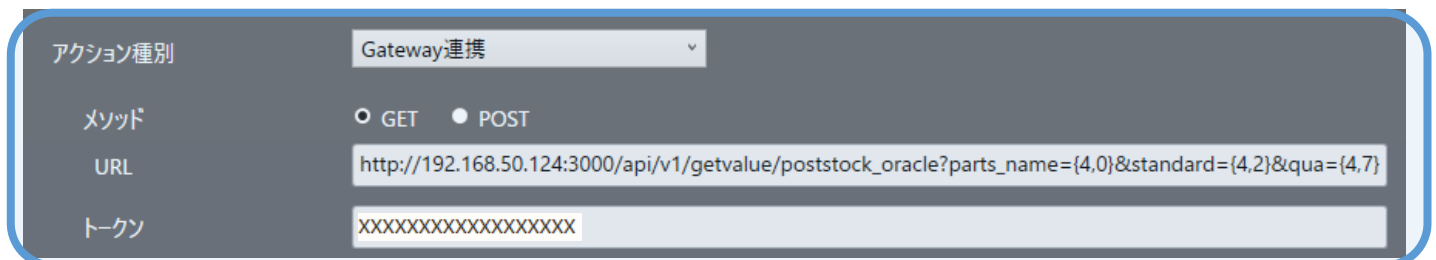 アクション種別 Gateway連携
メソッド GET POST
URL http://192.168.50.124:3000/api/v1/getvalue/poststock_oracle?parts_name={4,0}&standard={4,2}&qua={4,7}
トークン XXXXXXXXXXXXXXXXXX